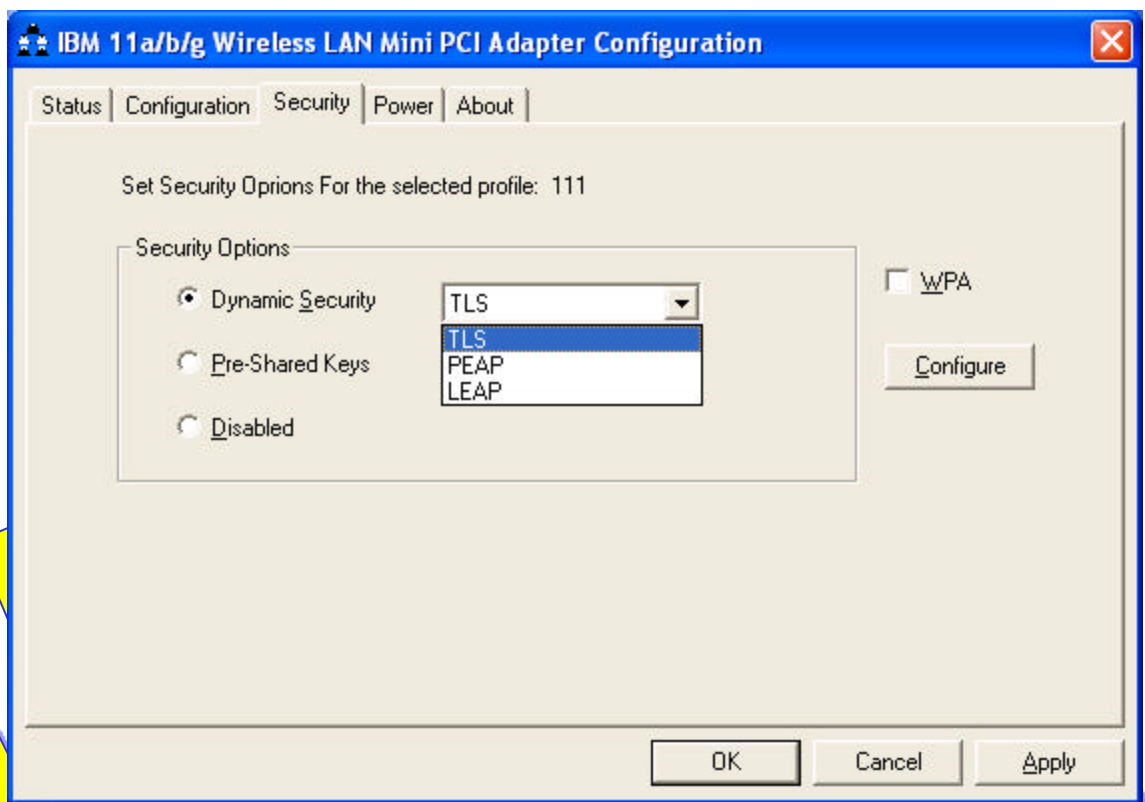 IBM 11a/b/g Wireless LAN Mini PCI Adapter Configuration
Status Configuration Security Power About
Set Security Oprions For the selected profile: 111
Security Options
Dynamic Security TLS
WPA
TLS
Pre-Shared Keys PEAP
Configure
LEAP
Disabled
OK Cancel Apply